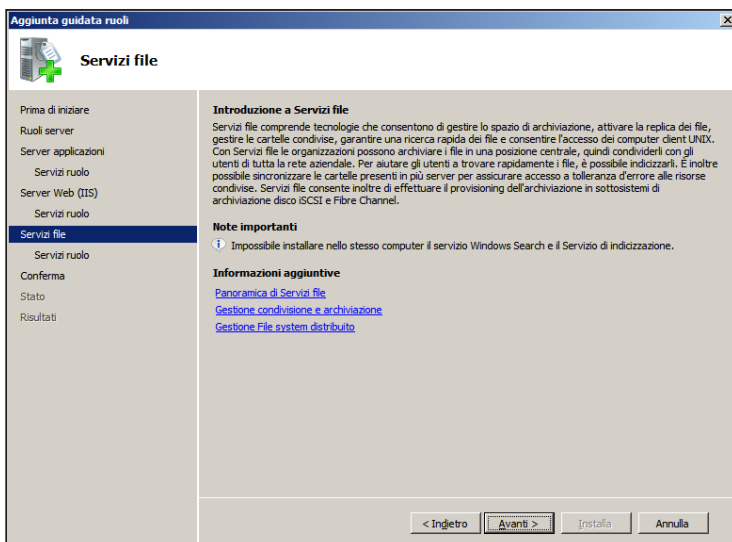 Aggiunta guidata ruoli
Servizi file
Prima di iniziare
Ruoli server
Server applicazioni
Servizi ruolo
Server Web (IIS)
Servizi ruolo
Servizi file
Servizi ruolo
Conferma
Stato
Risultati
Introduzione a Servizi file
Servizi file comprende tecnologie che consentono di gestire lo spazio di archiviazione, attivare la replica dei file,
gestire le cartelle condivise, garantire una ricerca rapida dei file e consentire l'accesso dei computer client UNIX.
Con Servizi file le organizzazioni possono archiviare i file in una posizione centrale, quindi condividerli con gli
utenti di tutta la rete aziendale. Per aiutare gli utenti a trovare rapidamente i file, è possibile indicizzarli. È inoltre
possibile sincronizzare le cartelle presenti in più server per assicurare accesso a tolleranza d'errore alle risorse
condivise. Servizi file consente inoltre di effettuare il provisioning dell'archiviazione in sottosistemi di
archiviazione disco iSCSI e Fibre Channel.
Note importanti
Impossibile installare nello stesso computer il servizio Windows Search e il Servizio di indicizzazione.
Informazioni aggiuntive
Panoramica di Servizi file
Gestione condivisione e archiviazione
Gestione File system distribuito
< Indietro Avanti > Installa Annulla